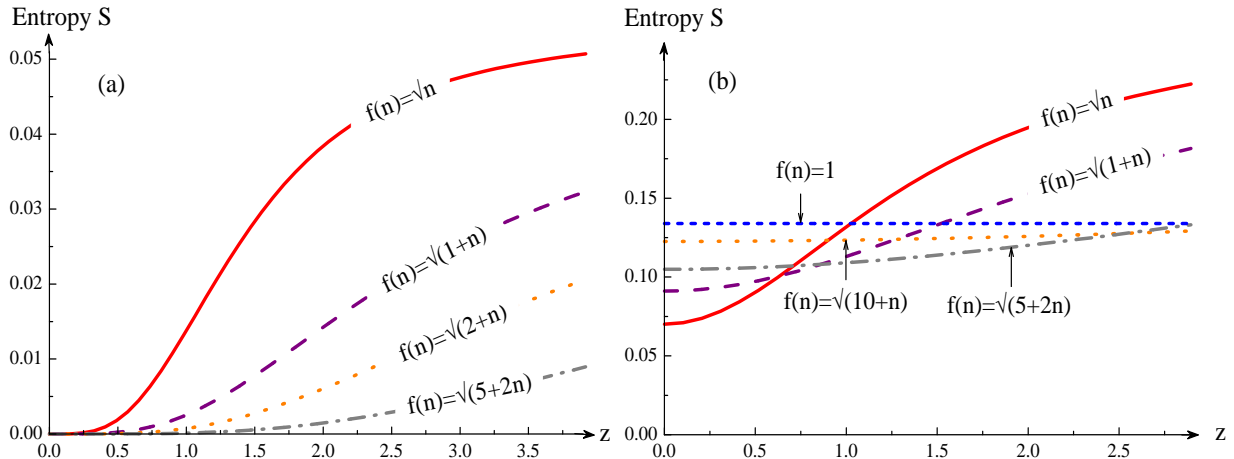 Entropy S
0.05
0.04
0.03
0.02
0.01
0.00
(a)
f(n)=√n
f(n)=√(1+n)
f(n)=√(2+n)
f(n)=√(5+2n)
0.0 0.5 1.0 1.5 2.0 2.5 3.0 3.5 z
Entropy S
0.20
0.15
0.10
0.05
0.00
(b)
f(n)=√n
f(n)=1
f(n)=√(1+n)
f(n)=√(10+n) f(n)=√(5+2n)
0.0 0.5 1.0 1.5 2.0 2.5 z